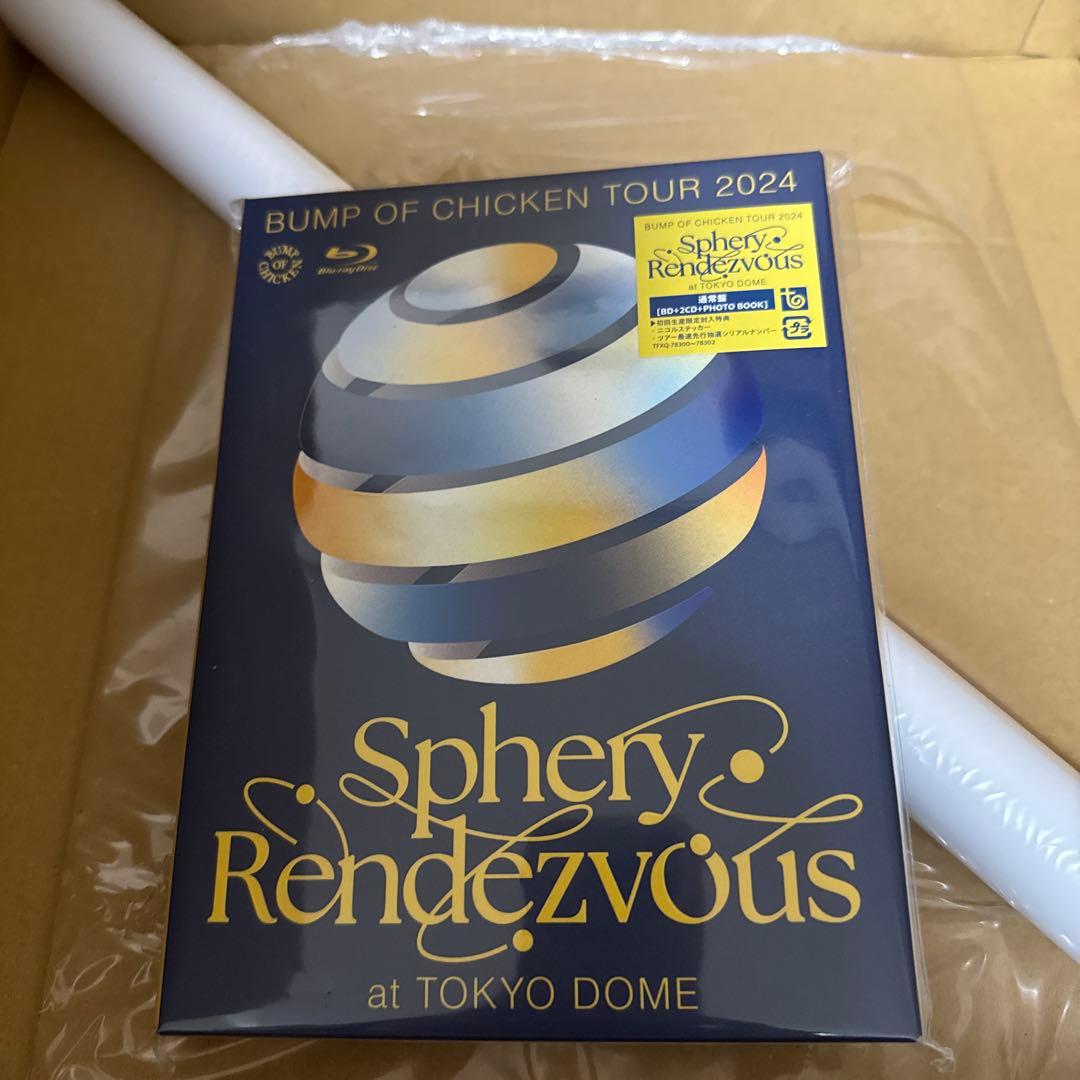 BUMP OF CHICKEN TOUR 2024
BUMP
OF
CHICKEN
Blu-ray Disc
BUMP OF CHICKEN TOUR 2024
Sphery
Rendezvous
at TOKYO DOME
通常盤
[BD+2CD+PHOTO BOOK]
▶初回生産限定封入特典
・ニコルステッカー
・ツアー最速先行抽選シリアルナンバー
TFXQ-78300〜78302
プラ
Sphery
Rendezvous
at TOKYO DOME